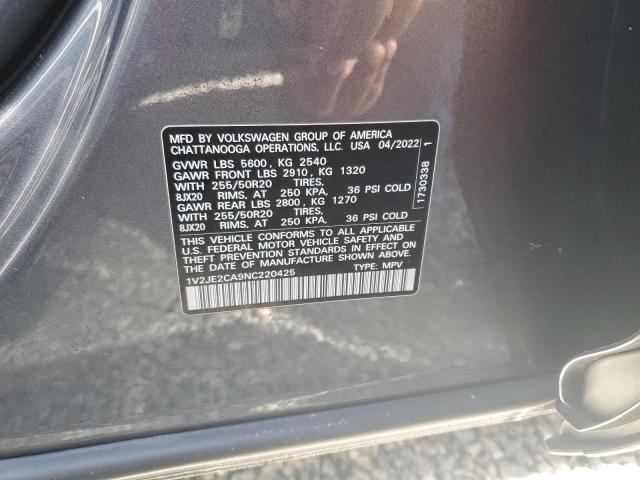 MFD BY VOLKSWAGEN GROUP OF AMERICA
CHATTANOOGA OPERATIONS, LLC. USA 04/2022
GVWR LBS 5600, KG 2540
GAWR FRONT LBS 2910, KG 1320
WITH 255/50R20 TIRES,
8JX20 RIMS, AT 250 KPA, 36 PSI COLD
GAWR REAR LBS 2800, KG 1270
WITH 255/50R20 TIRES,
8JX20 RIMS, AT 250 KPA, 36 PSI COLD
THIS VEHICLE CONFORMS TO ALL APPLICABLE
U.S. FEDERAL MOTOR VEHICLE SAFETY AND
THEFT PREVENTION STANDARDS IN EFFECT ON
THE DATE OF MANUFACTURE SHOWN ABOVE.
1V2JE2CA9NC220425 TYPE: MPV
1730338 1